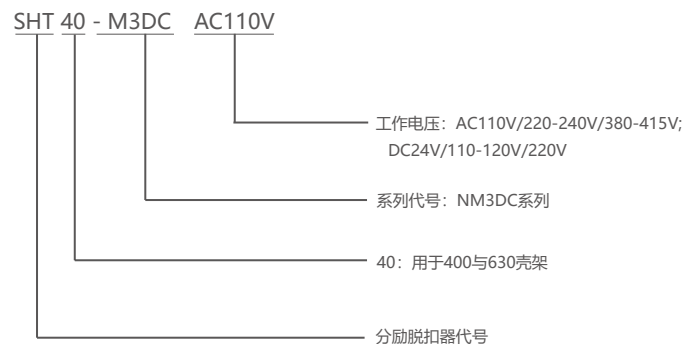 SHT 40 - M3DC AC110V
工作电压：AC110V/220-240V/380-415V;
DC24V/110-120V/220V
系列代号：NM3DC系列
40：用于400与630壳架
分励脱扣器代号